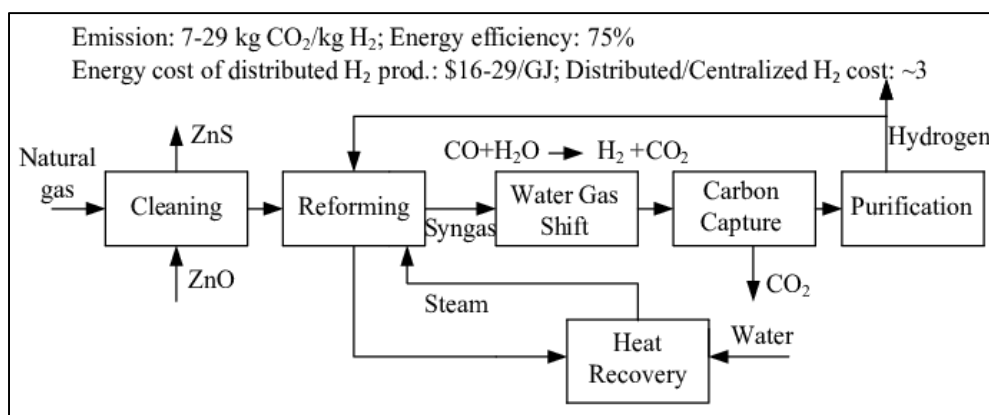 Emission: 7-29 kg CO₂/kg H₂; Energy efficiency: 75%
Energy cost of distributed H₂ prod.: $16-29/GJ; Distributed/Centralized H₂ cost: ~3
ZnS
Hydrogen
Natural
gas
CO+H₂O → H₂ +CO₂
Cleaning
Reforming
Syngas
Water Gas
Shift
Carbon
Capture
Purification
ZnO
Steam
CO₂
Heat
Recovery
Water